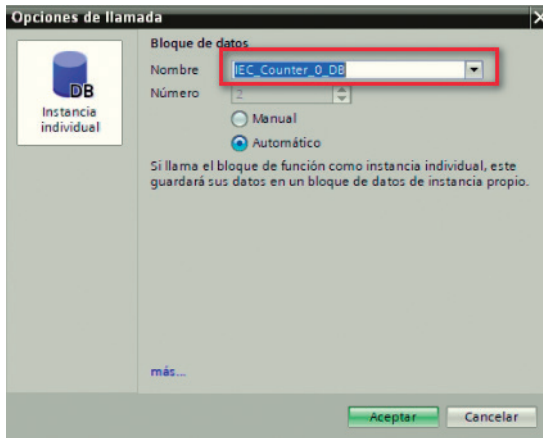 Opciones de llamada
DB
Instancia
individual
Bloque de datos
Nombre IEC_Counter_0_DB
Número 2
Manual
Automático
Si llama el bloque de función como instancia individual, este
guardará sus datos en un bloque de datos de instancia propio.
más...
Aceptar Cancelar